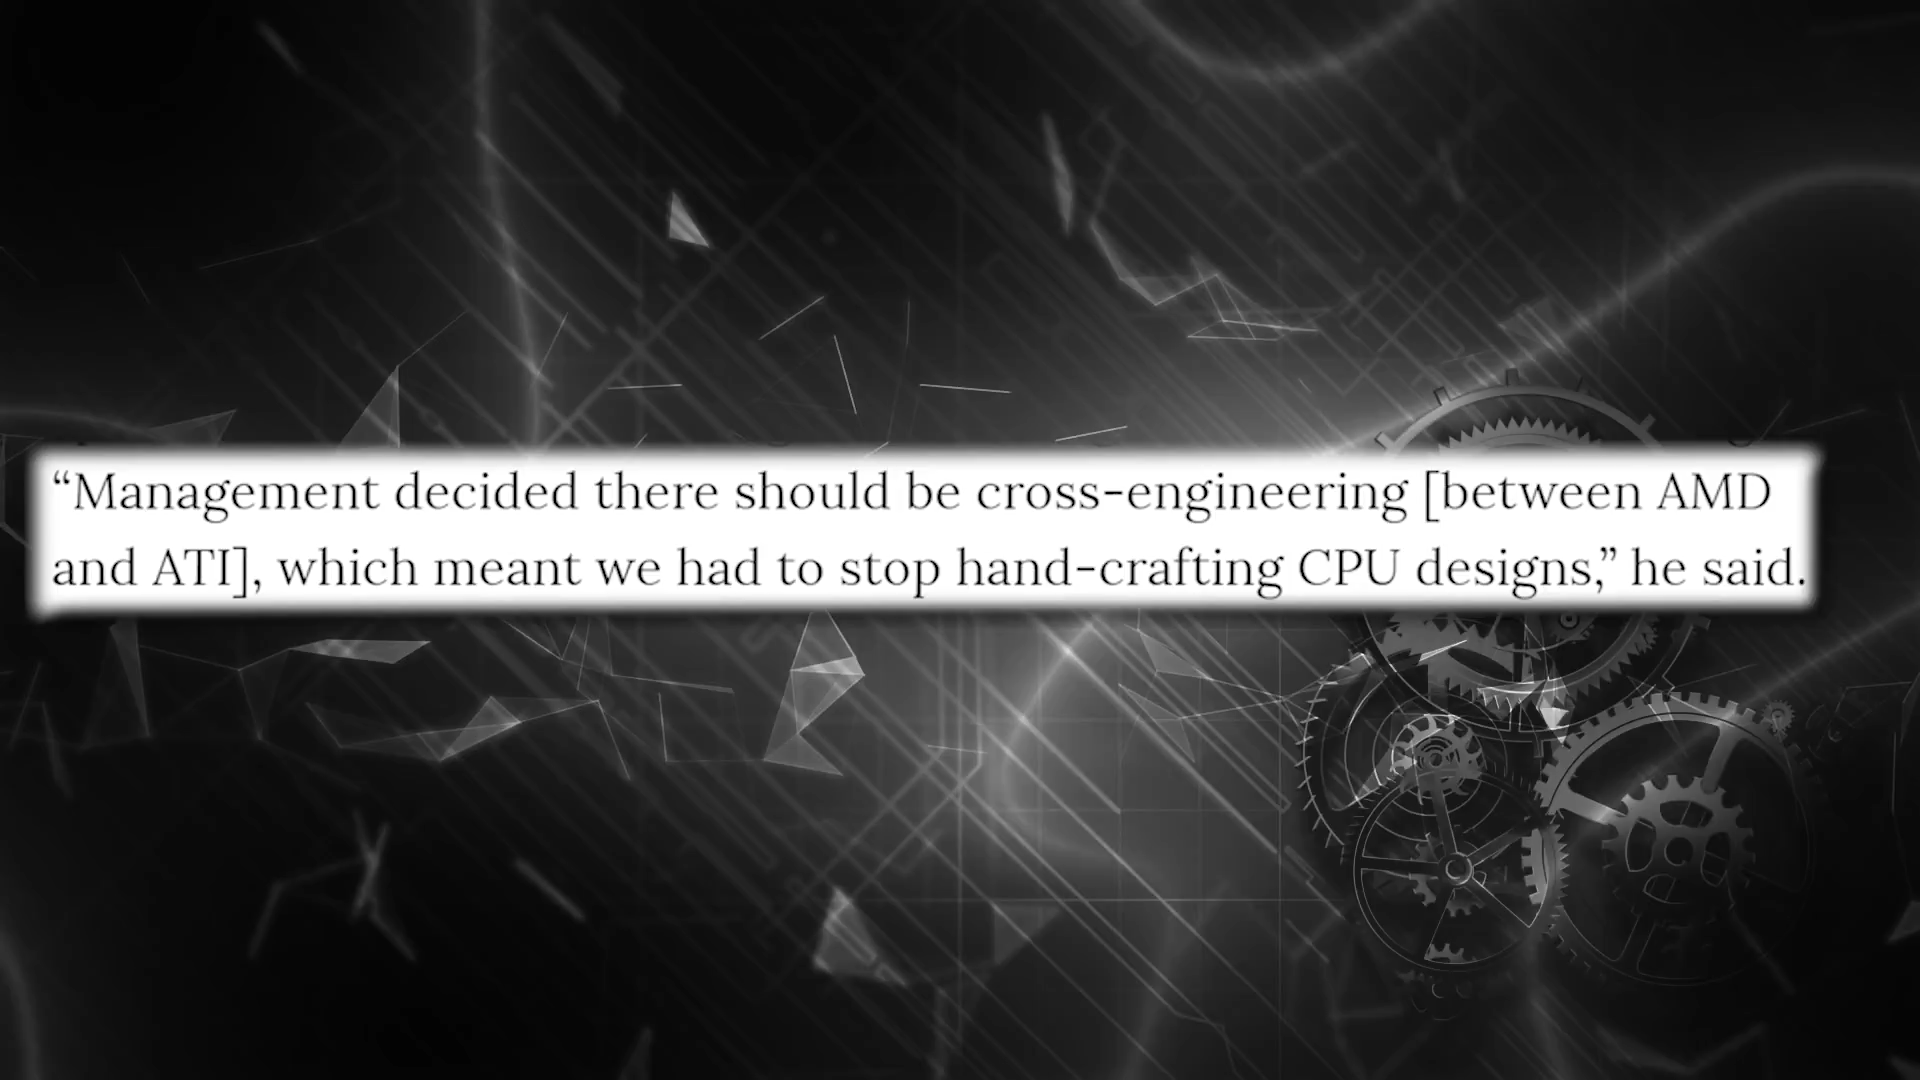 “Management decided there should be cross-engineering [between AMD
and ATI], which meant we had to stop hand-crafting CPU designs,” he said.